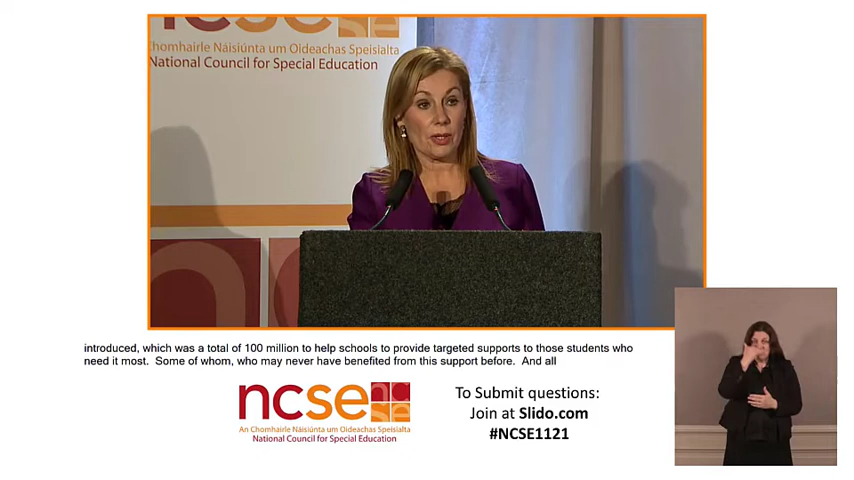 ncse
Chomhairle Náisiúnta um Oideachas Speisialta
National Council for Special Education
introduced, which was a total of 100 million to help schools to provide targeted supports to those students who
need it most.  Some of whom, who may never have benefited from this support before.  And all
ncse nc
se
An Chomhairle Náisiúnta um Oideachas Speisialta
National Council for Special Education
To Submit questions:
Join at Slido.com
#NCSE1121